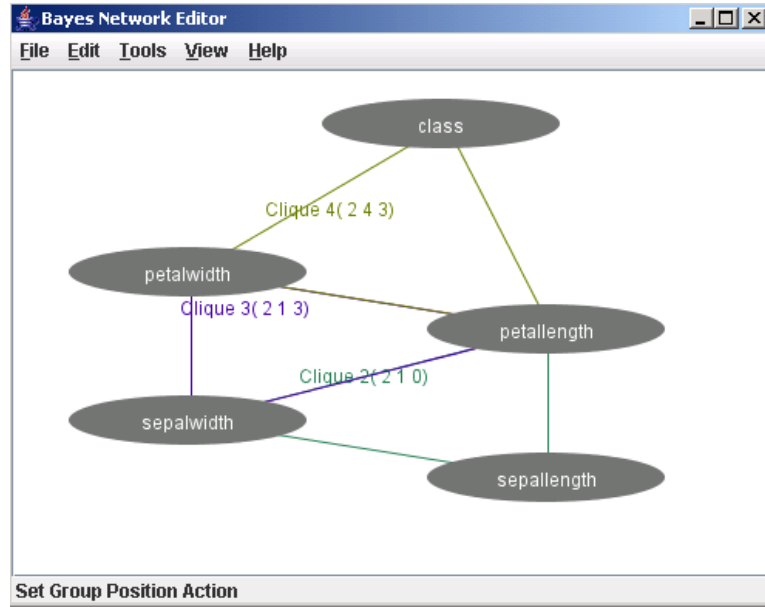 Bayes Network Editor
File Edit Tools View Help
class
Clique 4( 2 4 3)
petalwidth
Clique 3( 2 1 3)
petallength
Clique 2( 2 1 0)
sepalwidth
sepallength
Set Group Position Action